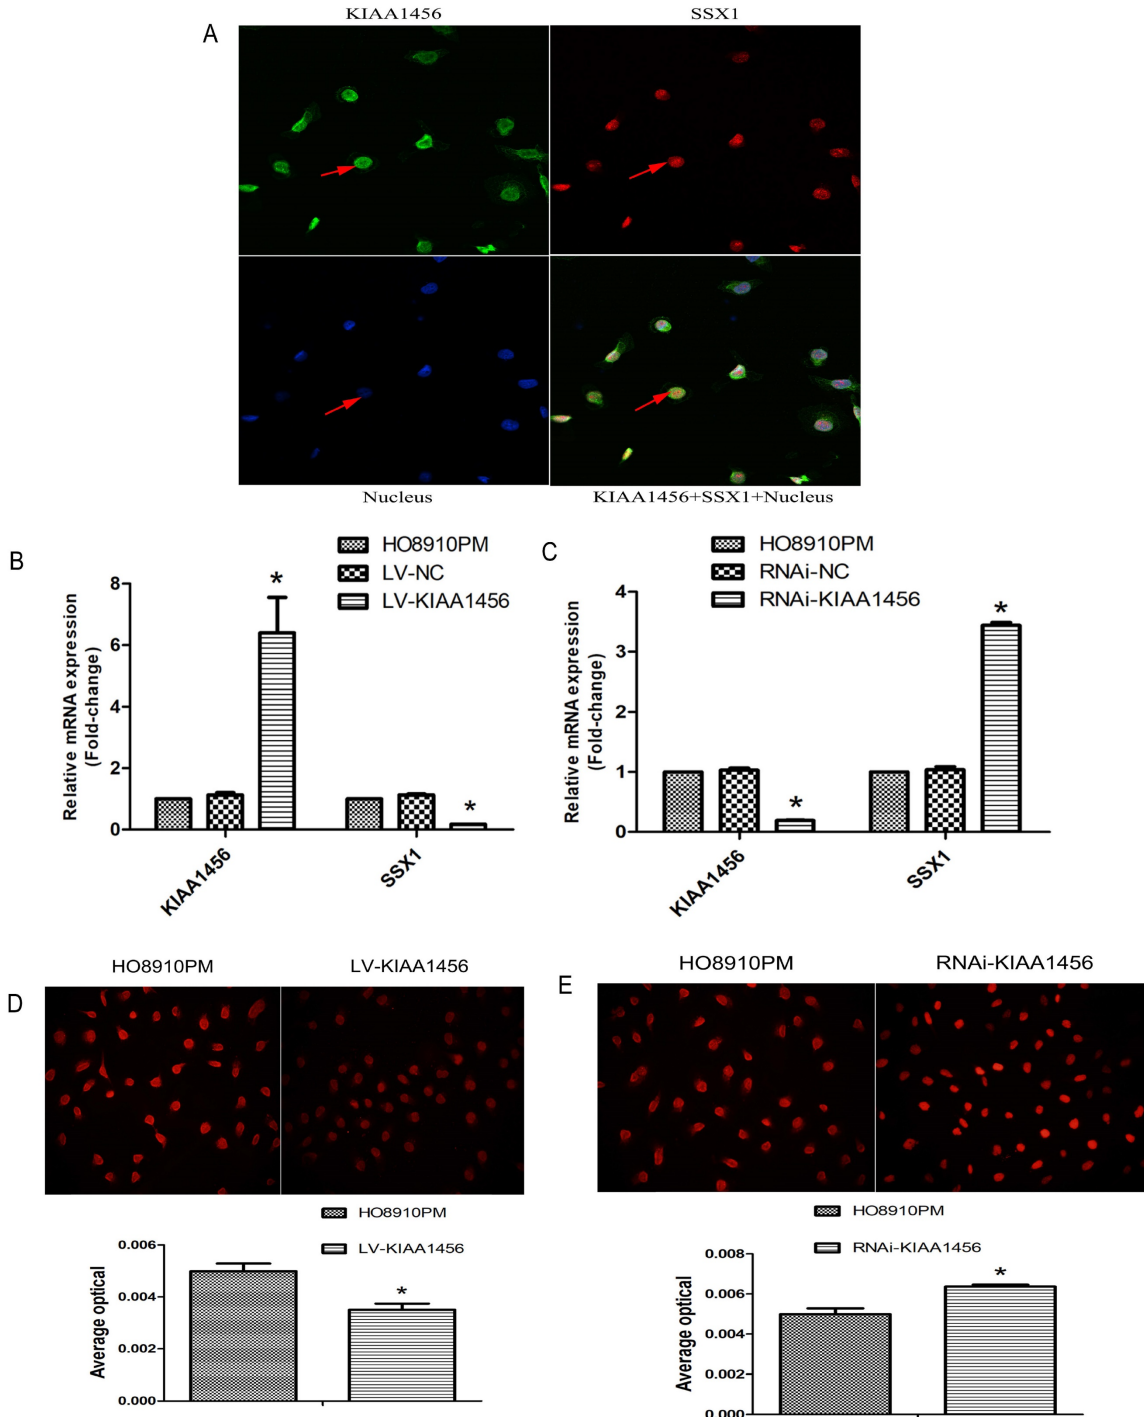 KIAA1456 SSX1
A
Nucleus KIAA1456+SSX1+Nucleus
B
HO8910PM
LV-NC
LV-KIAA1456
Relative mRNA expression
(Fold-change)
8
6
4
2
0
*
*
KIAA1456 SSX1
C
HO8910PM
RNAi-NC
RNAi-KIAA1456
Relative mRNA expression
(Fold-change)
4
3
2
1
0
*
*
KIAA1456 SSX1
D
HO8910PM LV-KIAA1456
HO8910PM
LV-KIAA1456
Average optical
0.006
0.004
0.002
0.000
*
E
HO8910PM RNAi-KIAA1456
HO8910PM
RNAi-KIAA1456
Average optical
0.008
0.006
0.004
0.002
0.000
*